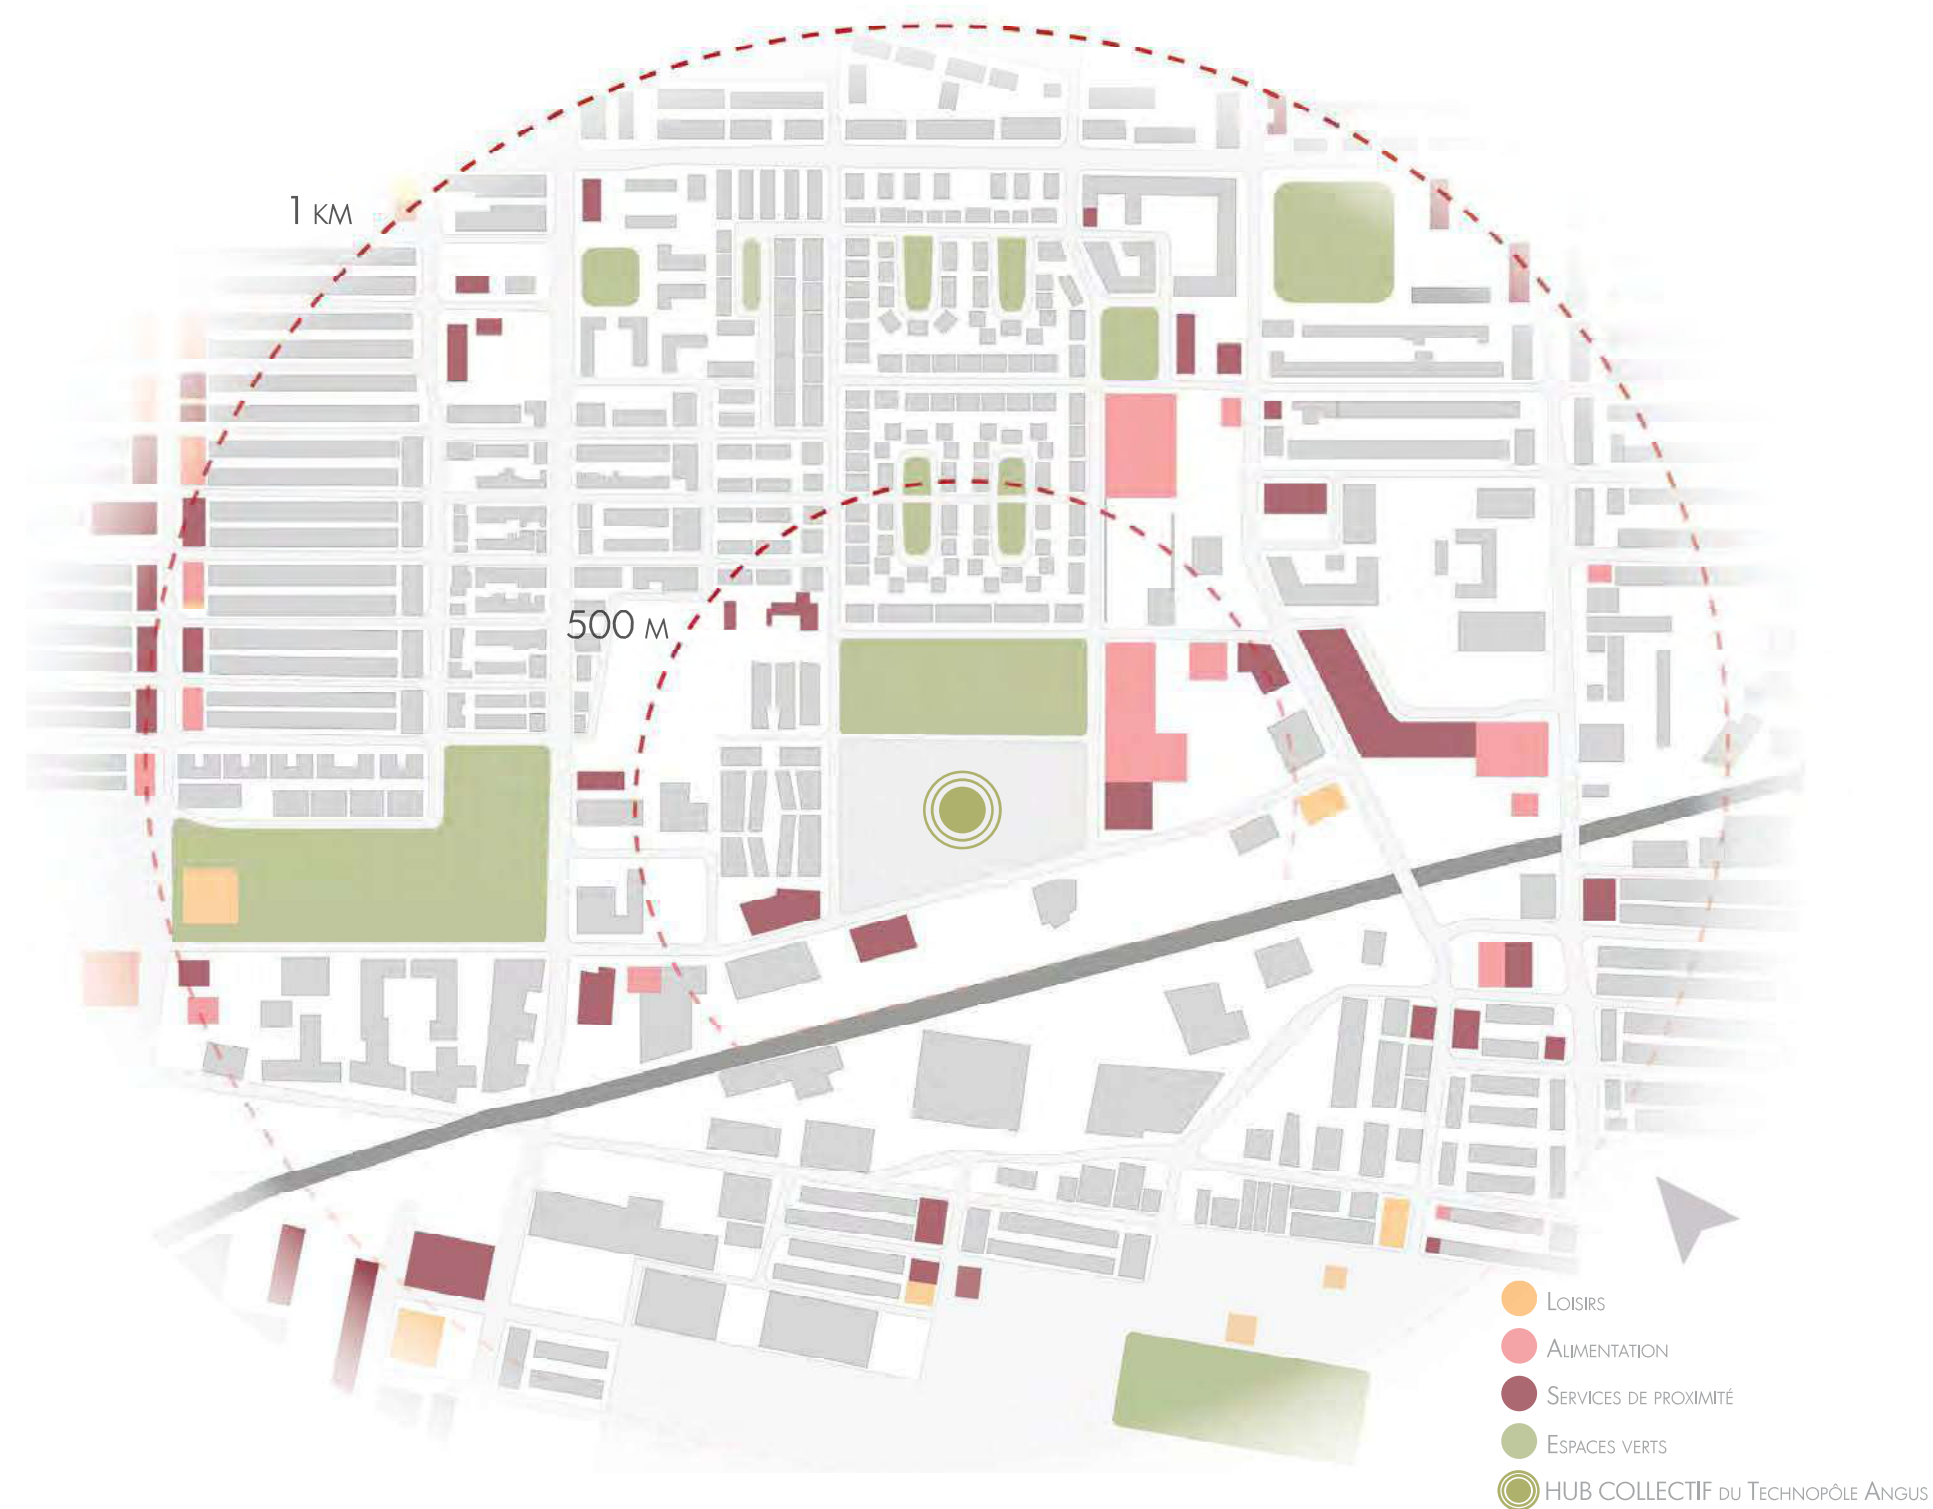 1 KM
500 M
LOISIRS
ALIMENTATION
SERVICES DE PROXIMITÉ
ESPACES VERTS
HUB COLLECTIF DU TECHNOPÔLE ANGUS